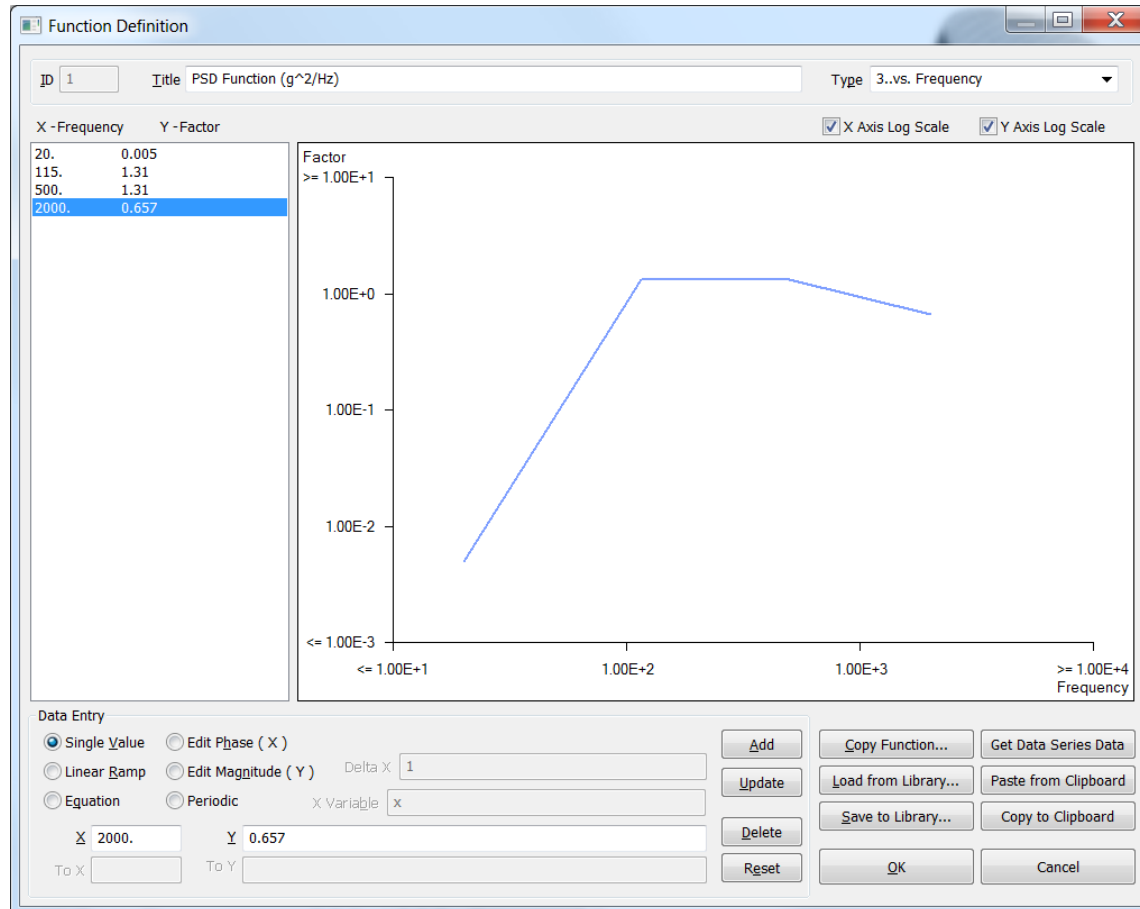 Function Definition
ID 1 Title PSD Function (g^2/Hz) Type 3..vs. Frequency
X -Frequency Y -Factor X Axis Log Scale Y Axis Log Scale
20. 0.005
115. 1.31
500. 1.31
2000. 0.657
Factor
>= 1.00E+1
1.00E+0
1.00E-1
1.00E-2
<= 1.00E-3
<= 1.00E+1 1.00E+2 1.00E+3 >= 1.00E+4
Frequency
Data Entry
Single Value Edit Phase ( X )
Linear Ramp Edit Magnitude ( Y ) Delta X 1
Equation Periodic X Variable x
X 2000. Y 0.657
To X To Y
Add
Update
Delete
Reset
Copy Function... Get Data Series Data
Load from Library... Paste from Clipboard
Save to Library... Copy to Clipboard
OK Cancel